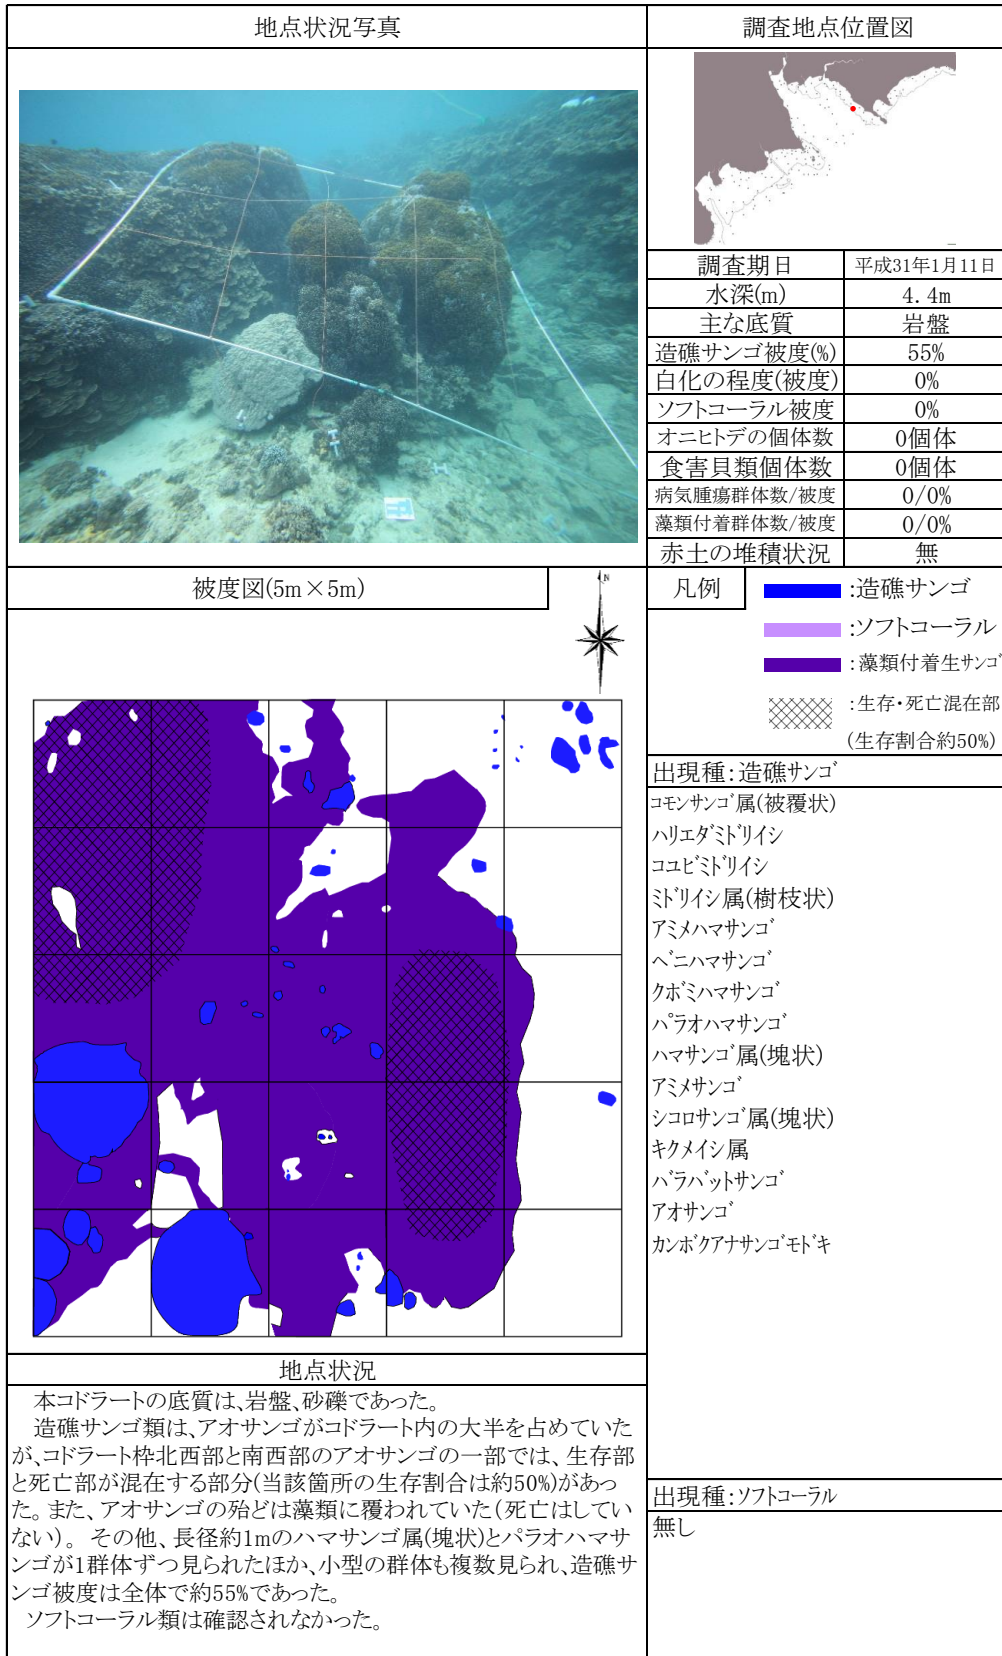 地点状況写真
調査地点位置図
調査期日 平成31年1月11日
水深(m) 4.4m
主な底質 岩盤
造礁サンゴ被度(%) 55%
白化の程度(被度) 0%
ソフトコーラル被度 0%
オニヒトデの個体数 0個体
食害貝類個体数 0個体
病気腫瘍群体数/被度 0/0%
藻類付着群体数/被度 0/0%
赤土の堆積状況 無
被度図(5m×5m)
N
凡例
:造礁サンゴ
:ソフトコーラル
:藻類付着生サンゴ
:生存・死亡混在部
(生存割合約50%)
出現種:造礁サンゴ
コモンサンゴ属(被覆状)
ハリエダミドリイシ
コユビミドリイシ
ミドリイシ属(樹枝状)
アミメハマサンゴ
ベニハマサンゴ
クボミハマサンゴ
パラオハマサンゴ
ハマサンゴ属(塊状)
アミメサンゴ
シコロサンゴ属(塊状)
キクメイシ属
バラバットサンゴ
アオサンゴ
カンボクアナサンゴモドキ
地点状況
本コドラートの底質は、岩盤、砂礫であった。
造礁サンゴ類は、アオサンゴがコドラート内の大半を占めていた
が、コドラート枠北西部と南西部のアオサンゴの一部では、生存部
と死亡部が混在する部分(当該箇所の生存割合は約50%)があっ
た。また、アオサンゴの殆どは藻類に覆われていた(死亡はしてい
ない)。その他、長径約1mのハマサンゴ属(塊状)とパラオハマサ
ンゴが1群体ずつ見られたほか、小型の群体も複数見られ、造礁サ
ンゴ被度は全体で約55%であった。
ソフトコーラル類は確認されなかった。
出現種:ソフトコーラル
無し